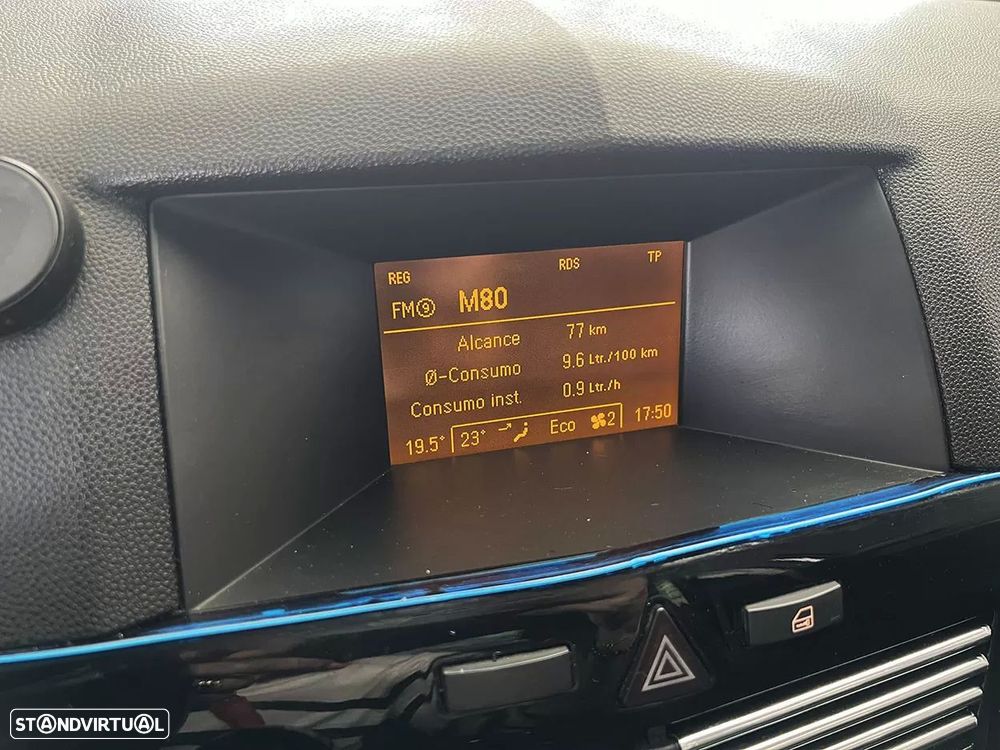 REG RDS TP
FM⑨ M80
Alcance 77 km
Ø-Consumo 9.6 Ltr./100 km
Consumo inst. 0.9 Ltr./h
19.5° 23° Eco 2 17:50
STANDVIRTUAL